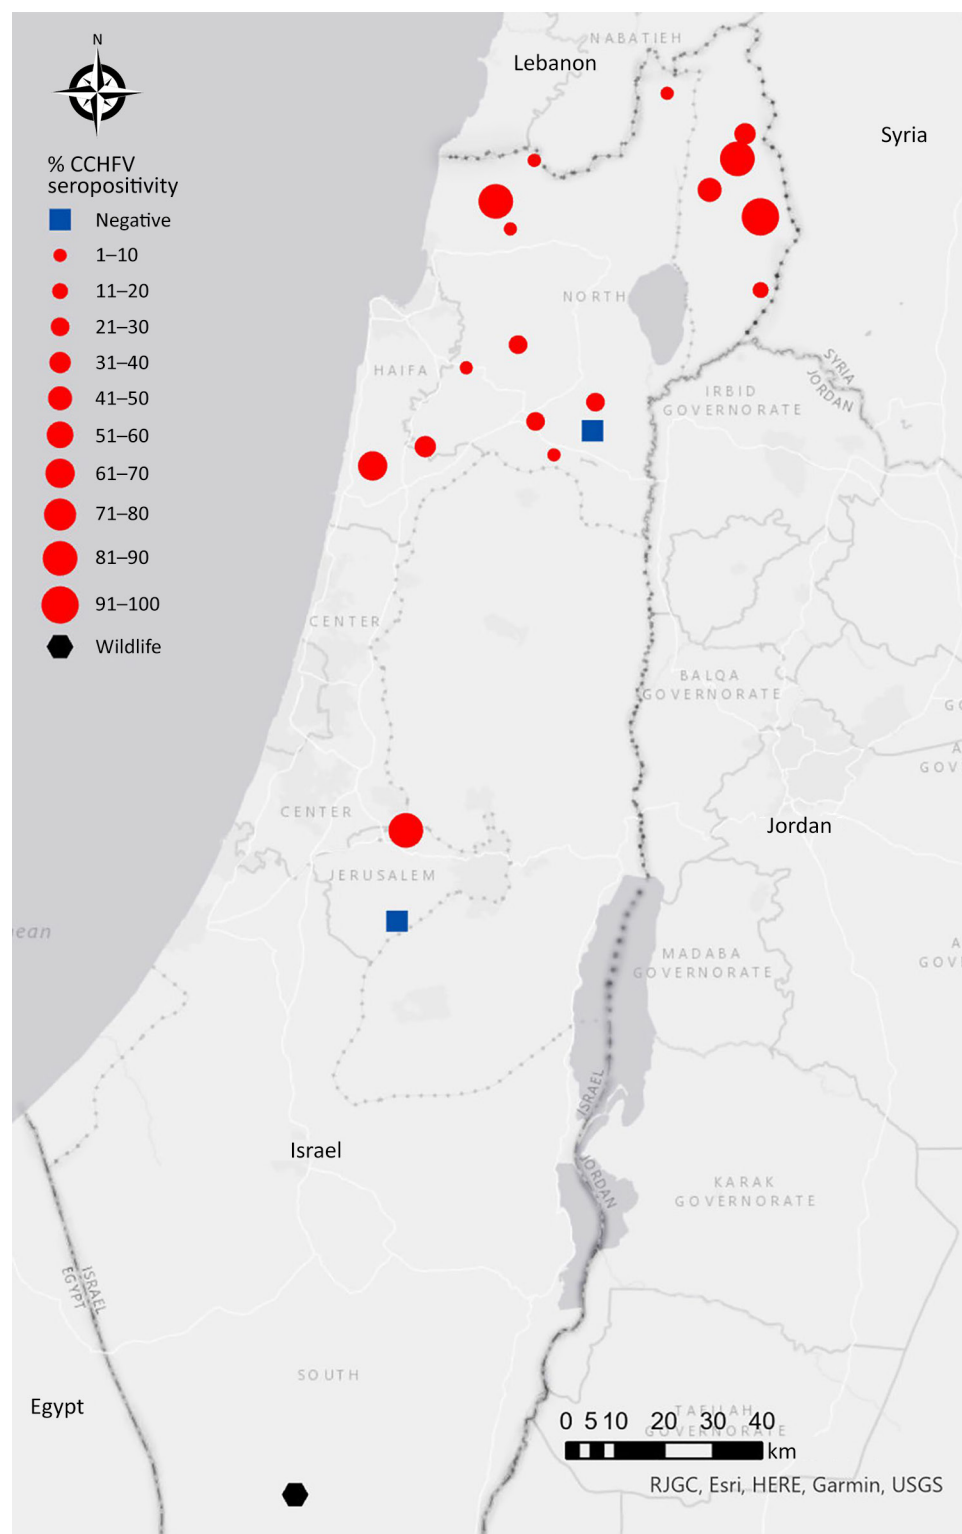 N
% CCHFV
seropositivity
Negative
1–10
11–20
21–30
31–40
41–50
51–60
61–70
71–80
81–90
91–100
Wildlife
NABATIEH
Lebanon
Syria
NORTH
HAIFA
SYRIA
JORDAN
IRBID
GOVERNORATE
CENTER
BALQA
GOVERNORATE
CENTER
Jordan
JERUSALEM
MADABA
GOVERNORATE
ISRAEL
JORDAN
Israel
KARAK
GOVERNORATE
ISRAEL
EGYPT
SOUTH
Egypt
TAFILAH
GOVERNORATE
0 5 10 20 30 40
km
RJGC, Esri, HERE, Garmin, USGS